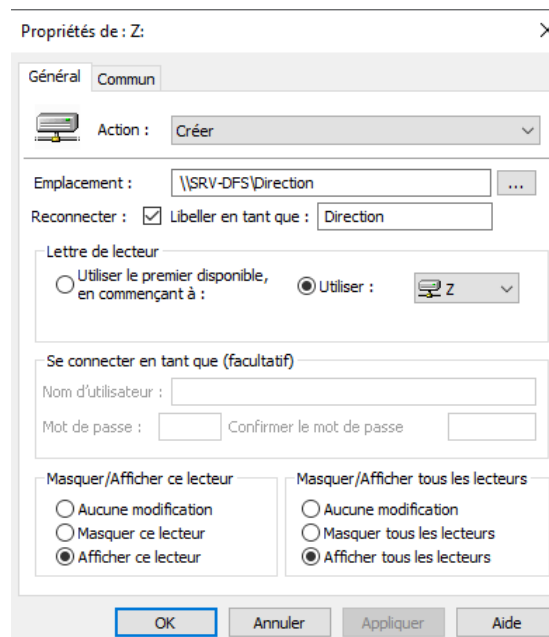 Propriétés de : Z:
Général Commun
Action : Créer
Emplacement : \\SRV-DFS\Direction ...
Reconnecter : Libeller en tant que : Direction
Lettre de lecteur
Utiliser le premier disponible,
en commençant à :
Utiliser : Z
Se connecter en tant que (facultatif)
Nom d'utilisateur :
Mot de passe : Confirmer le mot de passe
Masquer/Afficher ce lecteur
Aucune modification
Masquer ce lecteur
Afficher ce lecteur
Masquer/Afficher tous les lecteurs
Aucune modification
Masquer tous les lecteurs
Afficher tous les lecteurs
OK Annuler Appliquer Aide